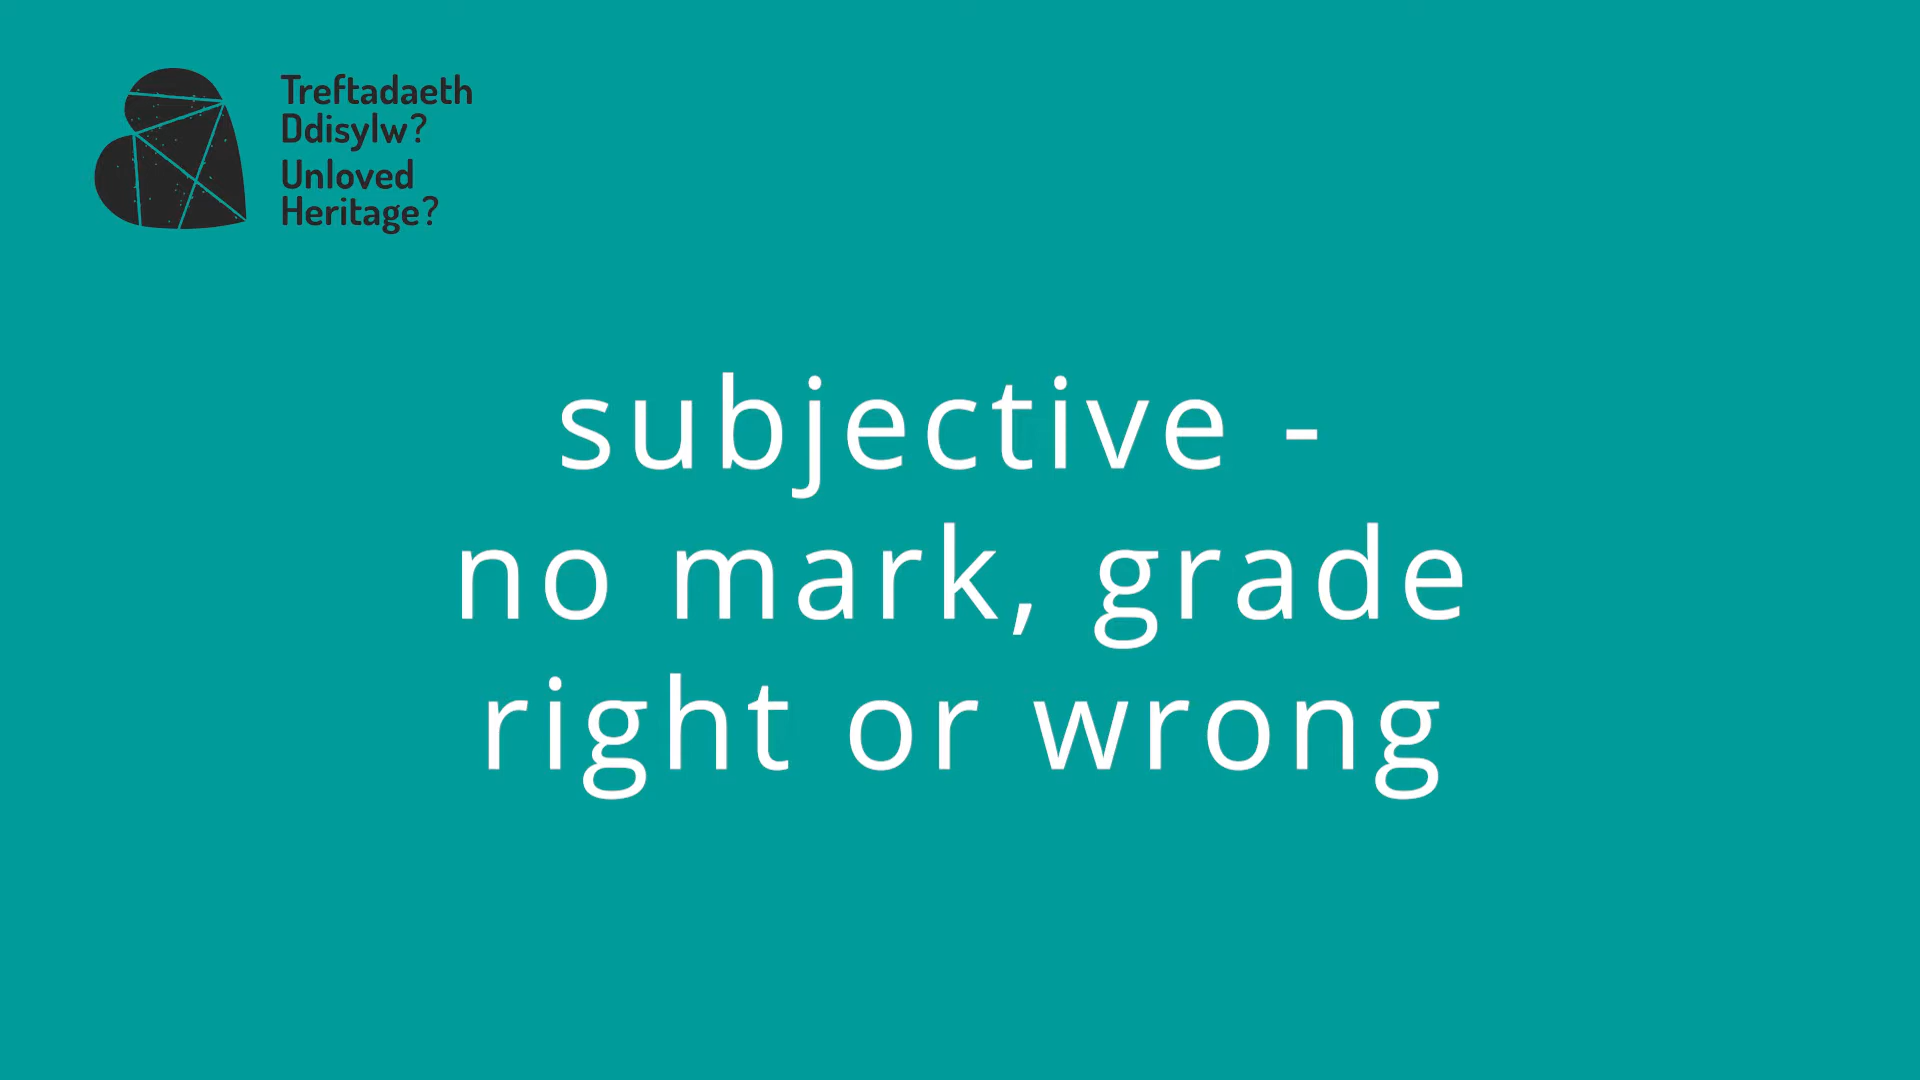 Treftadaeth
Ddisylw?
Unloved
Heritage?
subjective -
no mark, grade
right or wrong